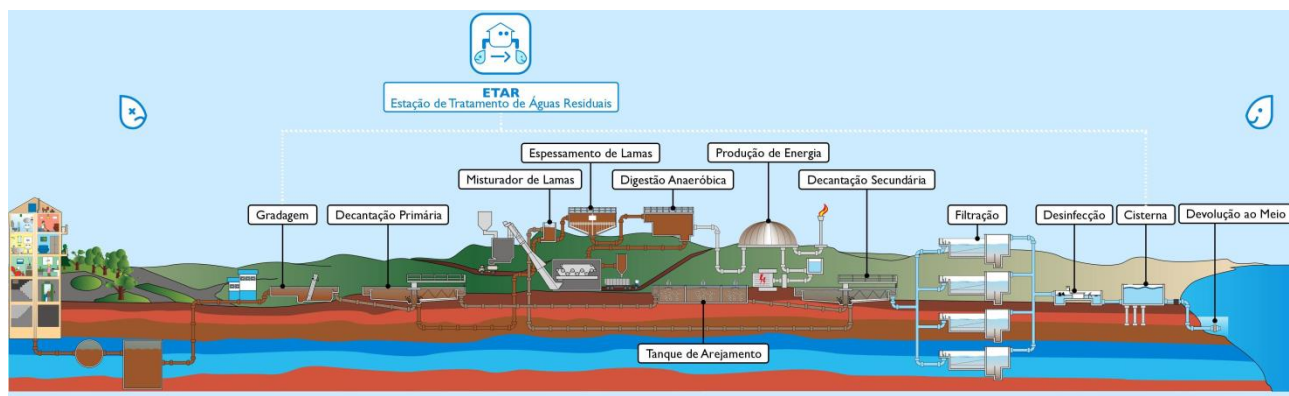 ETAR
Estação de Tratamento de Águas Residuais
Espessamento de Lamas
Produção de Energia
Misturador de Lamas
Digestão Anaeróbica
Decantação Secundária
Gradagem
Decantação Primária
Filtração
Desinfecção
Cisterna
Devolução ao Meio
Tanque de Arejamento